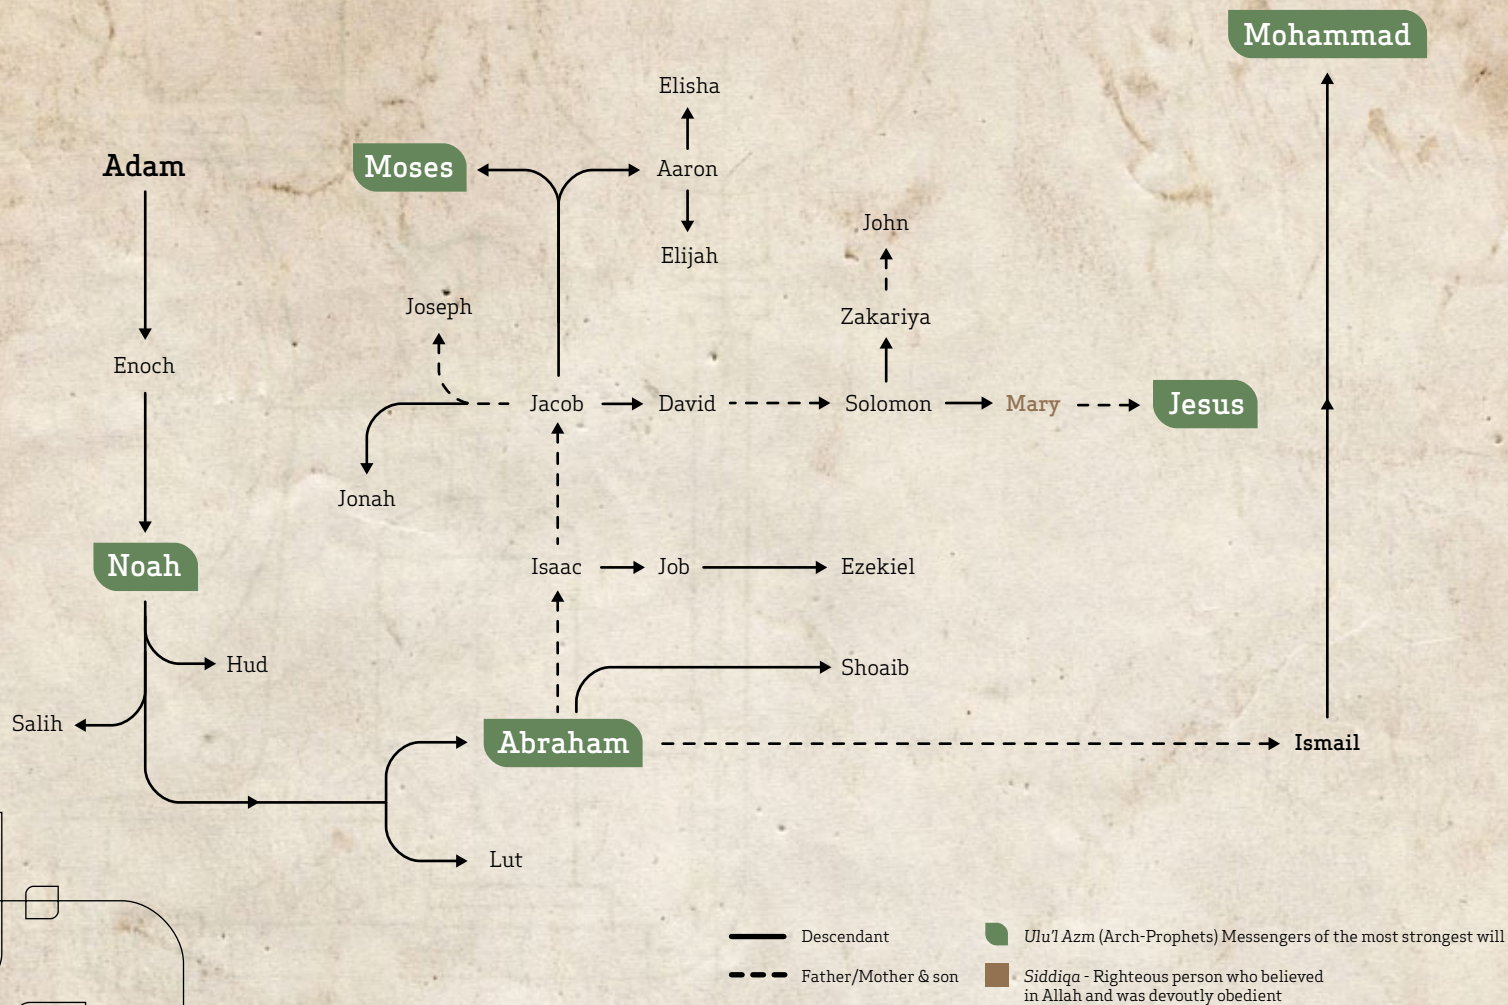 Mohammad
Elisha
Adam
Moses
Aaron
John
Elijah
Joseph
Zakariya
Enoch
Jacob
David
Solomon
Mary
Jesus
Jonah
Noah
Isaac
Job
Ezekiel
Hud
Shoaib
Salih
Abraham
Ismail
Lut
Descendant
Ulu'l Azm (Arch-Prophets) Messengers of the most strongest will
Father/Mother & son
Siddiqa - Righteous person who believed
in Allah and was devoutly obedient